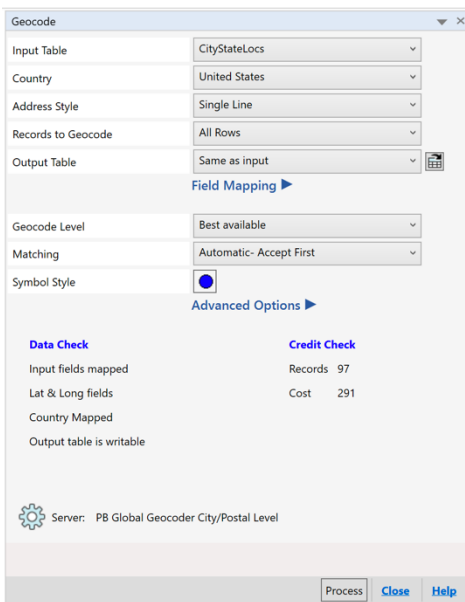 Geocode
Input Table CityStateLocs
Country United States
Address Style Single Line
Records to Geocode All Rows
Output Table Same as input
Field Mapping
Geocode Level Best available
Matching Automatic- Accept First
Symbol Style
Advanced Options
Data Check Credit Check
Input fields mapped Records 97
Lat & Long fields Cost 291
Country Mapped
Output table is writable
Server: PB Global Geocoder City/Postal Level
Process Close Help